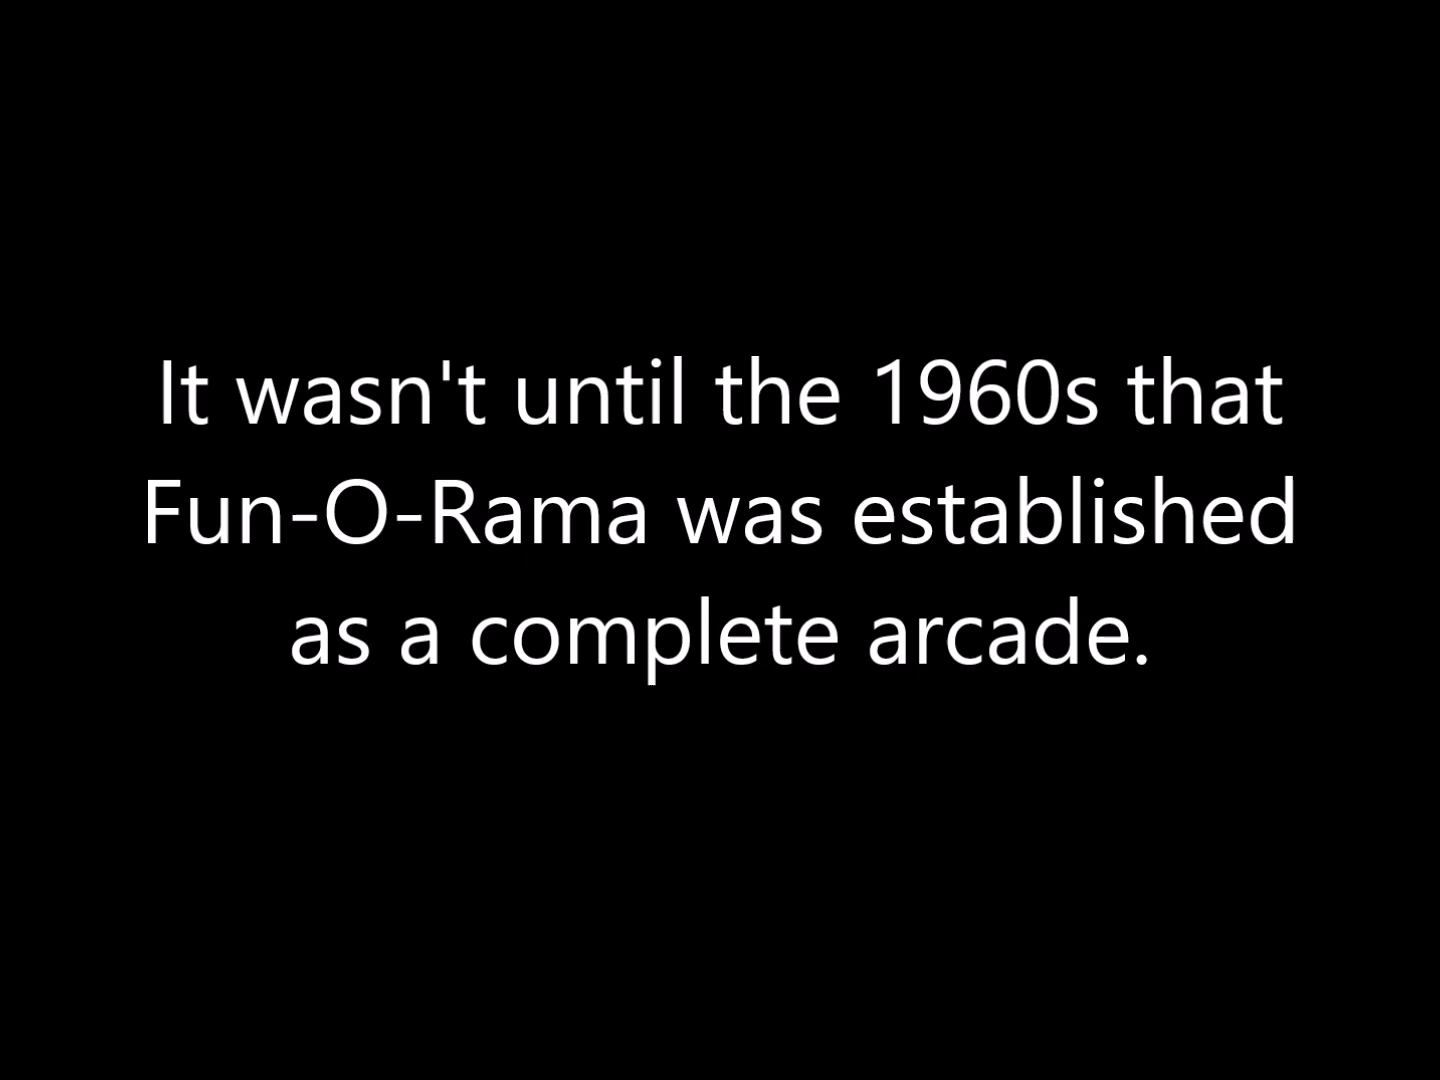 It wasn't until the 1960s that
Fun-O-Rama was established
as a complete arcade.